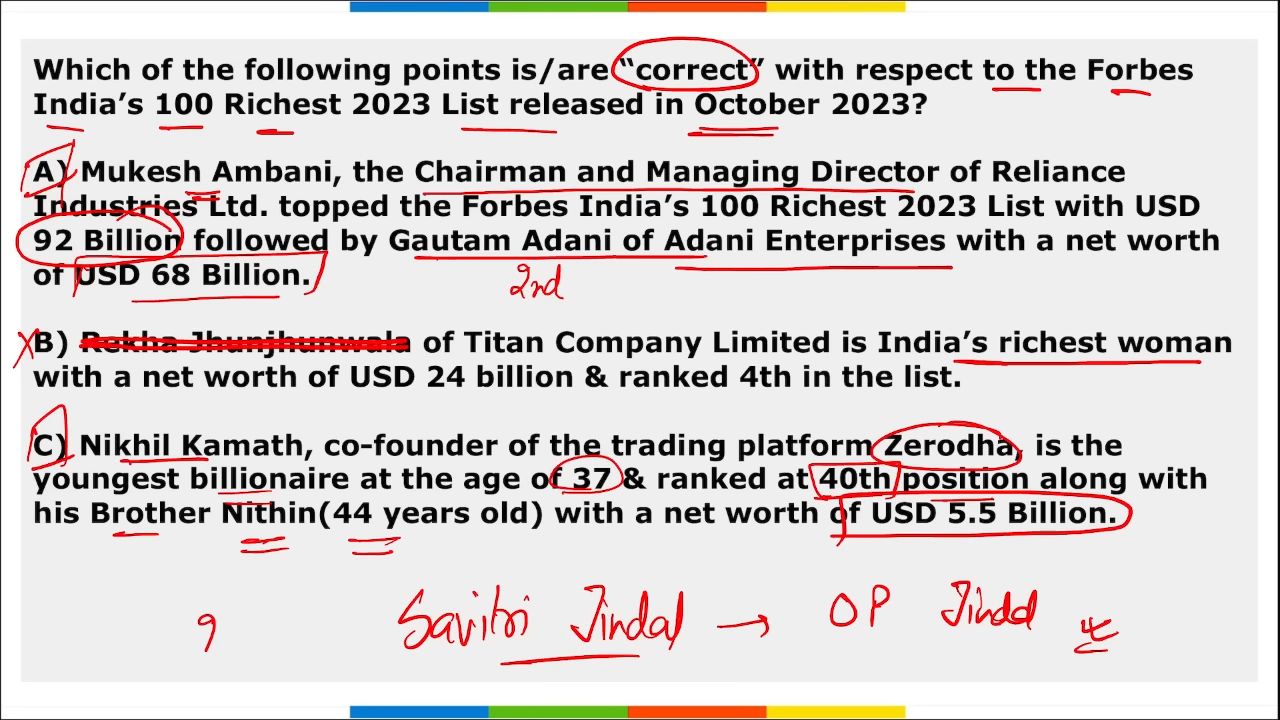 Which of the following points is/are “correct” with respect to the Forbes
India’s 100 Richest 2023 List released in October 2023?
A) Mukesh Ambani, the Chairman and Managing Director of Reliance
Industries Ltd. topped the Forbes India’s 100 Richest 2023 List with USD
92 Billion followed by Gautam Adani of Adani Enterprises with a net worth
of USD 68 Billion.
2nd
B) Rekha Jhunjhunwala of Titan Company Limited is India’s richest woman
with a net worth of USD 24 billion & ranked 4th in the list.
C) Nikhil Kamath, co-founder of the trading platform Zerodha, is the
youngest billionaire at the age of 37 & ranked at 40th position along with
his Brother Nithin(44 years old) with a net worth of USD 5.5 Billion.
Savitri Jindal → OP Jindal